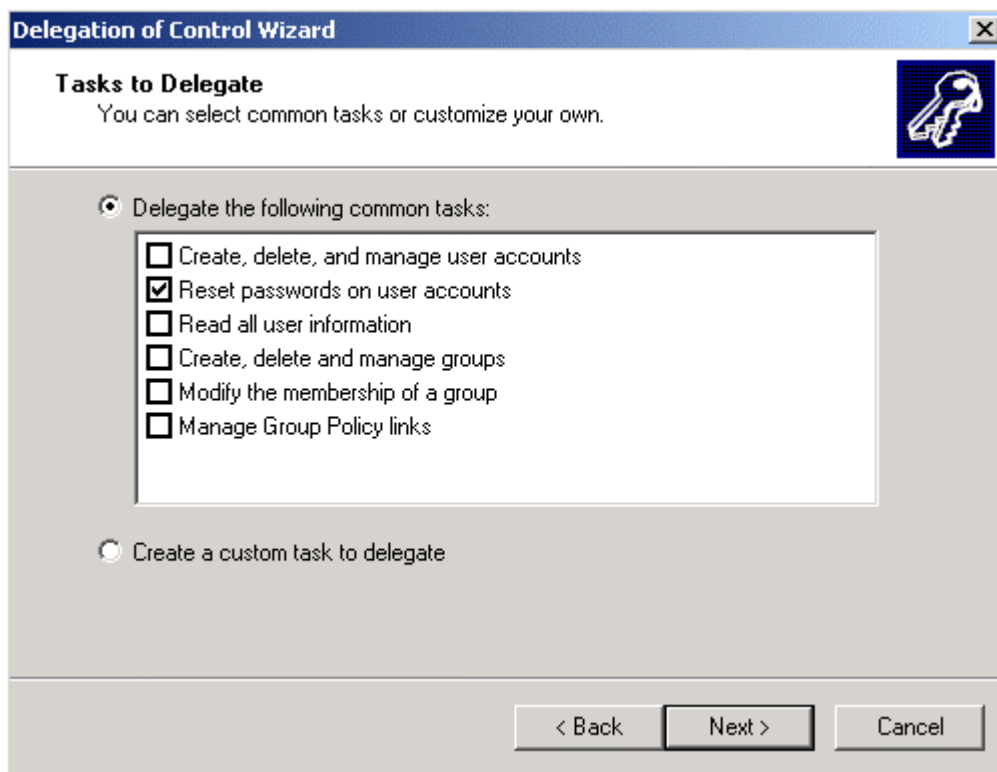 Delegation of Control Wizard
Tasks to Delegate
You can select common tasks or customize your own.
Delegate the following common tasks:
Create, delete, and manage user accounts
Reset passwords on user accounts
Read all user information
Create, delete and manage groups
Modify the membership of a group
Manage Group Policy links
Create a custom task to delegate
< Back Next > Cancel